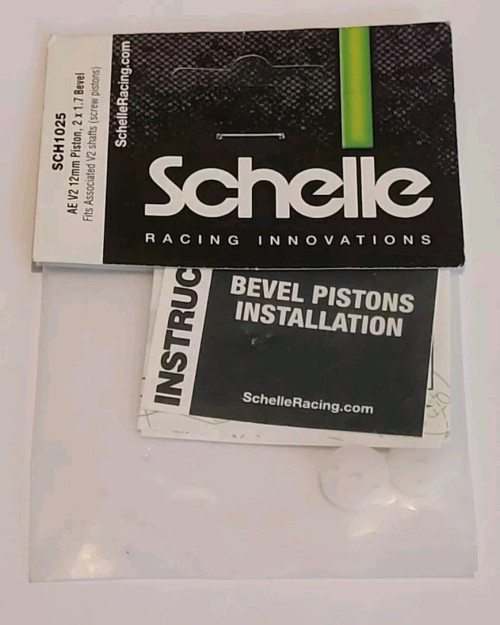 SCH1025
AE V2 12mm Piston, 2 x 1.7 Bevel
Fits Associated V2 shafts (screw pistons)
SchelleRacing.com
Schelle
RACING INNOVATIONS
INSTRUC
BEVEL PISTONS
INSTALLATION
SchelleRacing.com